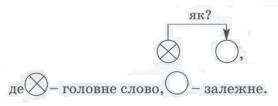 як?
,
де – головне слово, – залежне.